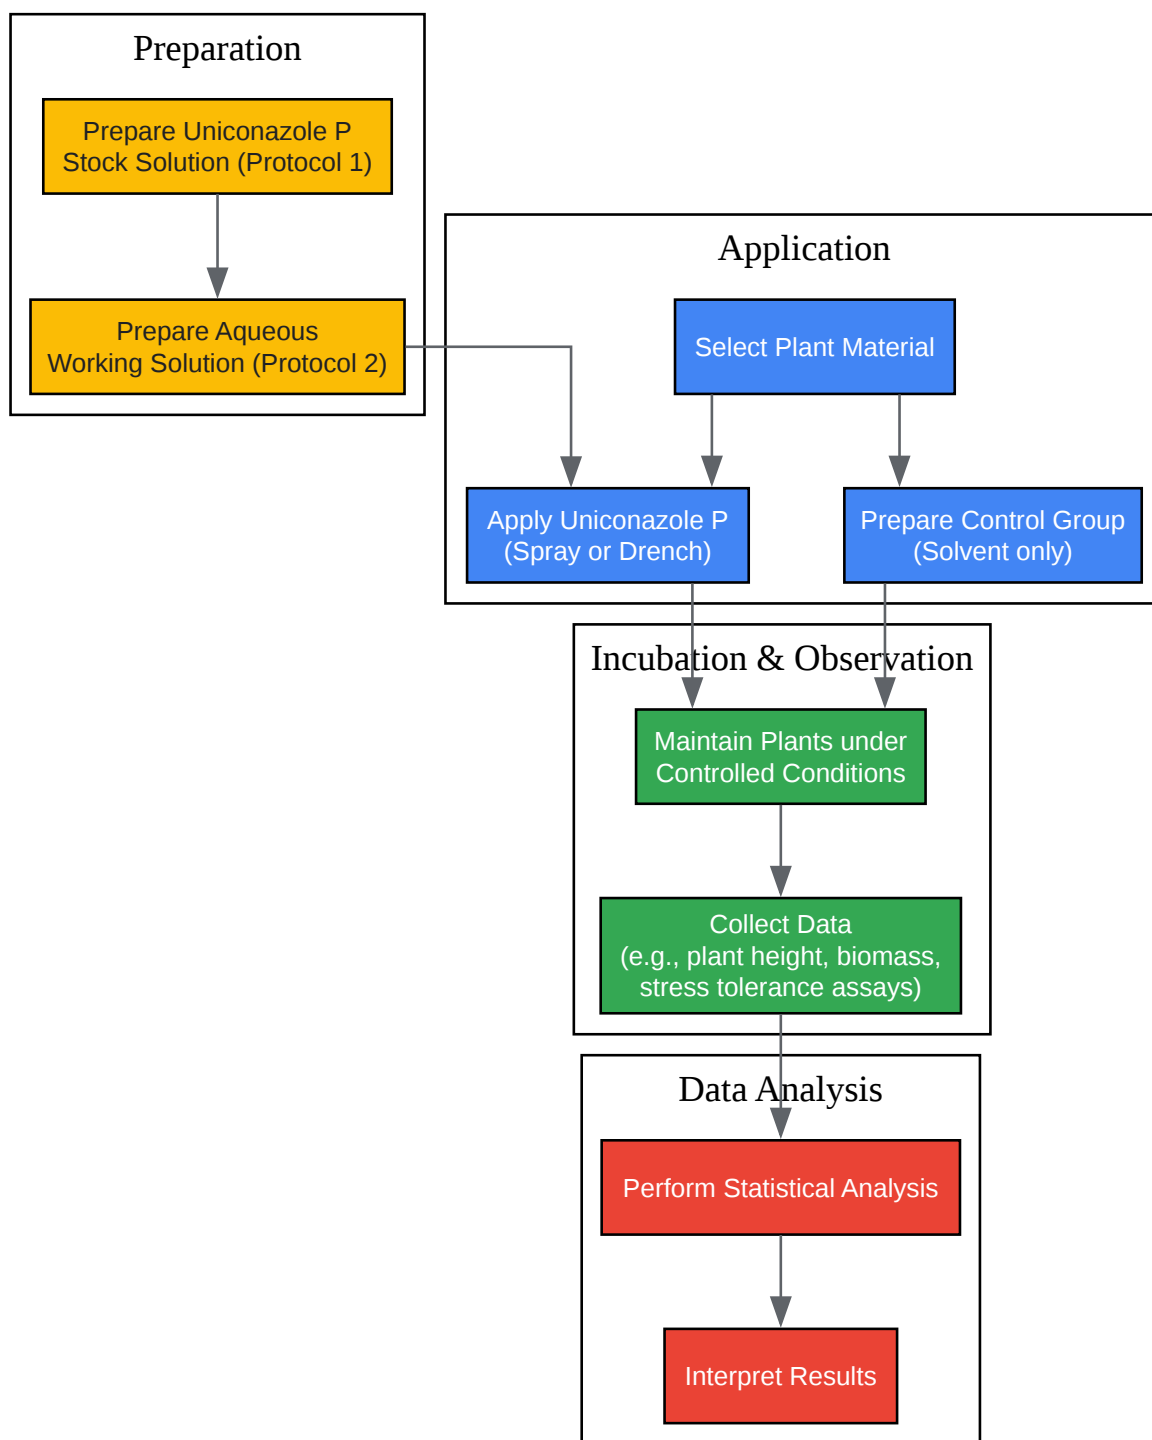 Preparation
Prepare Uniconazole P
Stock Solution (Protocol 1)
Prepare Aqueous
Working Solution (Protocol 2)
Application
Select Plant Material
Apply Uniconazole P
(Spray or Drench)
Prepare Control Group
(Solvent only)
Incubation & Observation
Maintain Plants under
Controlled Conditions
Collect Data
(e.g., plant height, biomass,
stress tolerance assays)
Data Analysis
Perform Statistical Analysis
Interpret Results